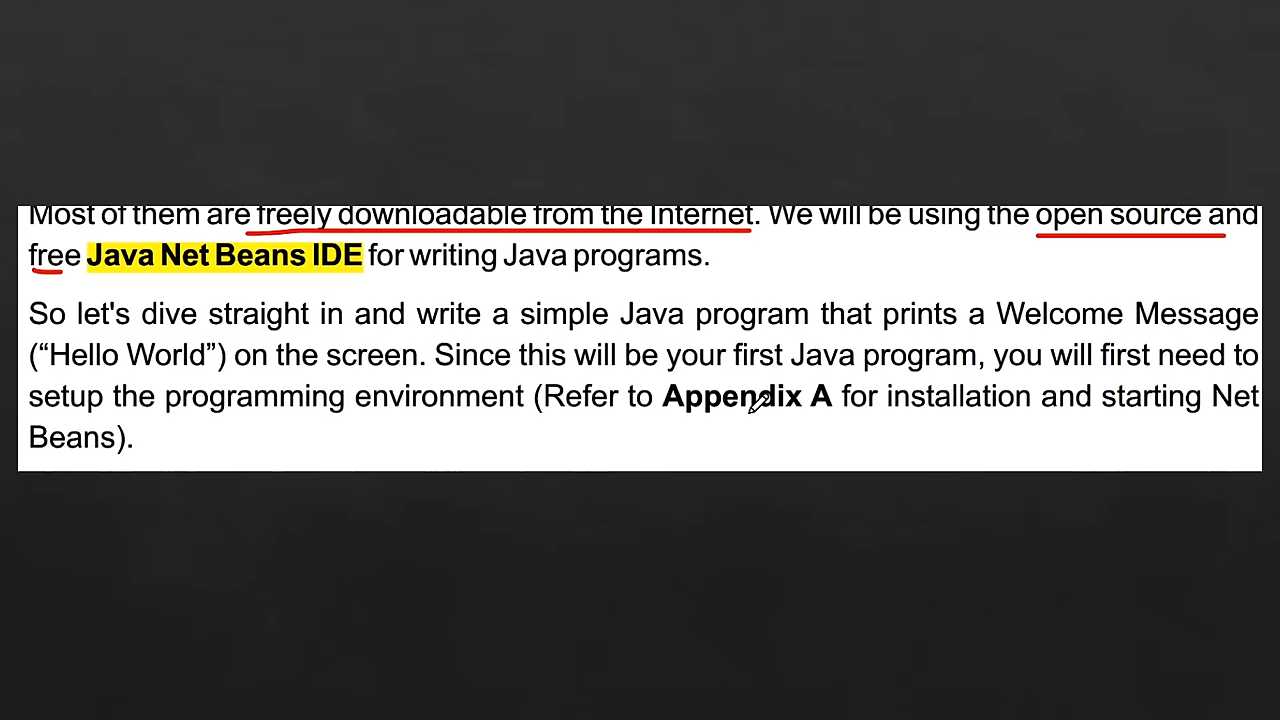 Most of them are freely downloadable from the Internet. We will be using the open source and
free Java Net Beans IDE for writing Java programs.
So let's dive straight in and write a simple Java program that prints a Welcome Message
(“Hello World”) on the screen. Since this will be your first Java program, you will first need to
setup the programming environment (Refer to Appendix A for installation and starting Net
Beans).